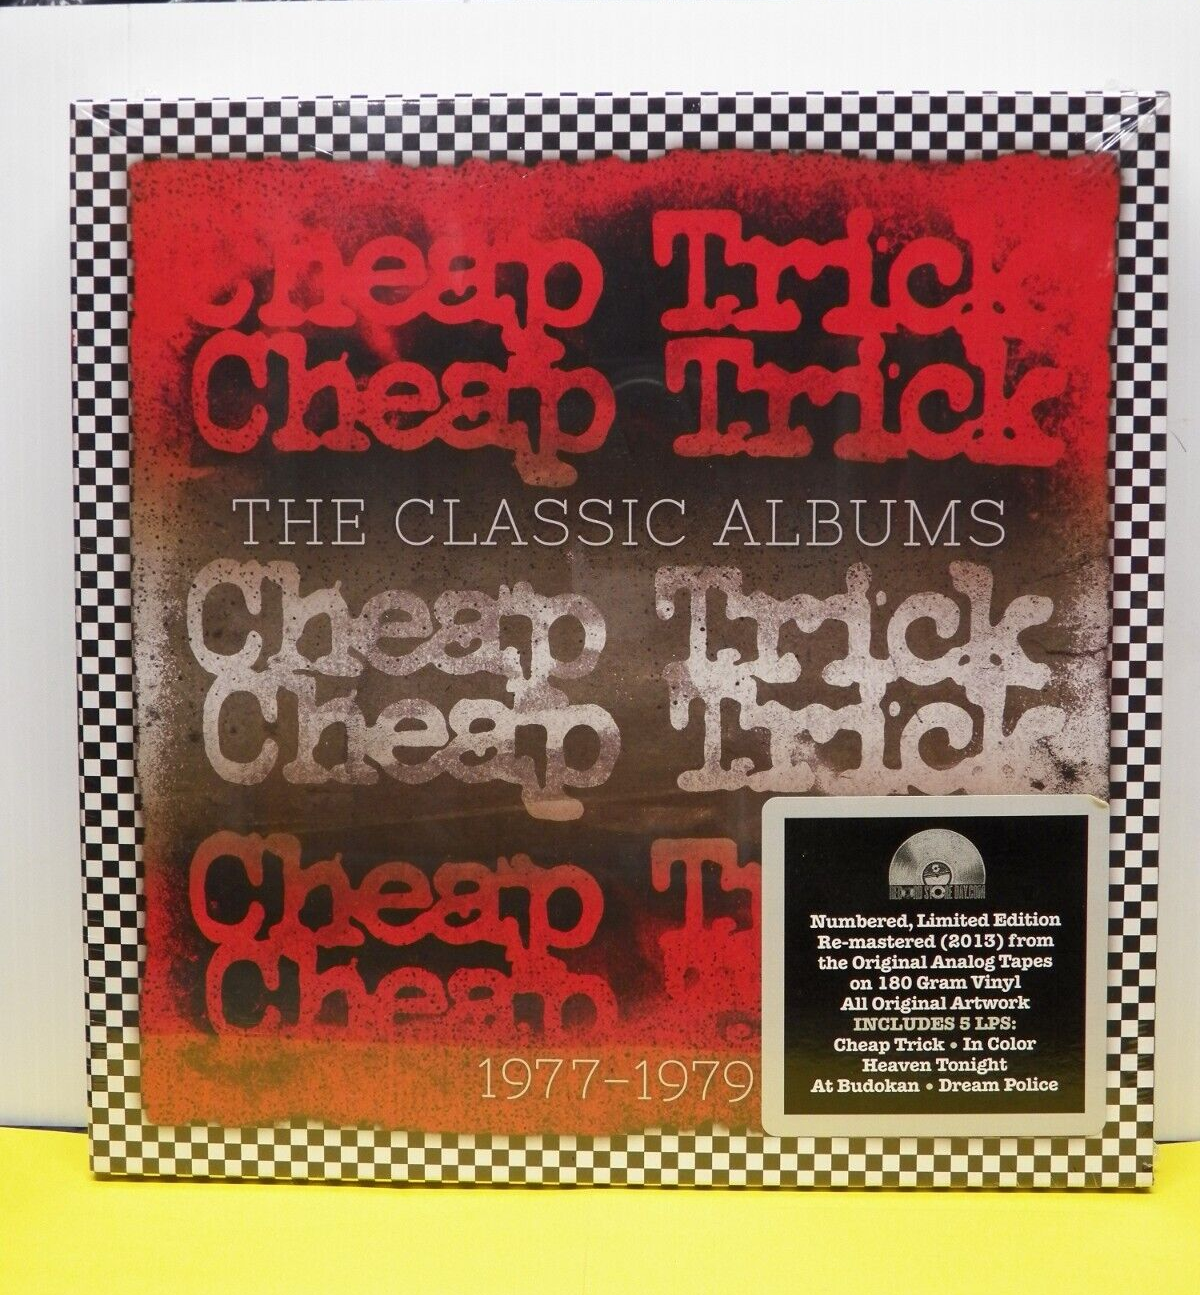 Cheap Trick
Cheap Trick
THE CLASSIC ALBUMS
Cheap Trick
Cheap Trick
Cheap Tr
Cheap
1977-1979
RECORD STORE DAY.COM
Numbered, Limited Edition
Re-mastered (2013) from
the Original Analog Tapes
on 180 Gram Vinyl
All Original Artwork
INCLUDES 5 LPS:
Cheap Trick • In Color
Heaven Tonight
At Budokan • Dream Police